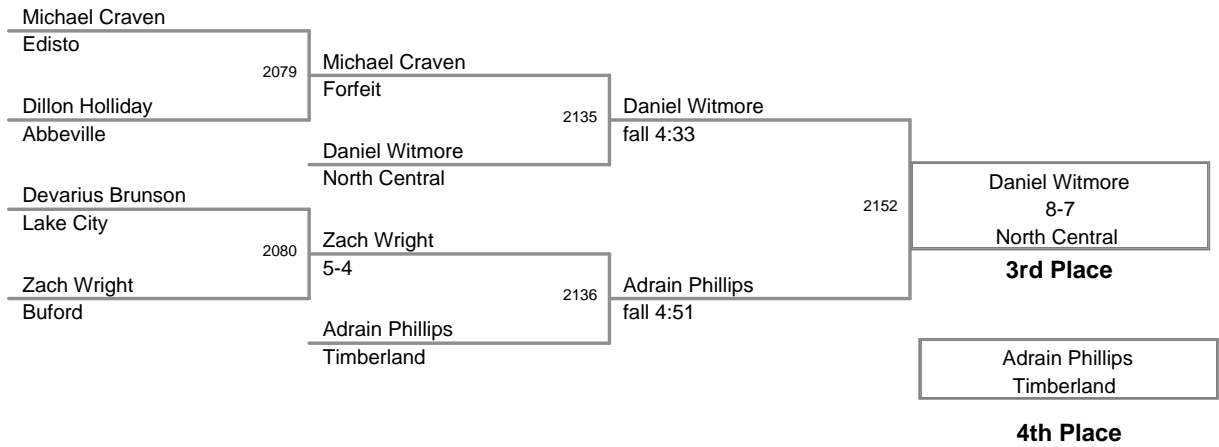 Michael Craven
Edisto
2079
Dillon Holliday
Abbeville
Michael Craven
Forfeit
2135
Daniel Witmore
North Central
Devarius Brunson
Lake City
2080
Zach Wright
Buford
Zach Wright
5-4
2136
Adrain Phillips
Timberland
Daniel Witmore
fall 4:33
2152
Adrain Phillips
fall 4:51
Daniel Witmore
8-7
North Central
3rd Place
Adrain Phillips
Timberland
4th Place